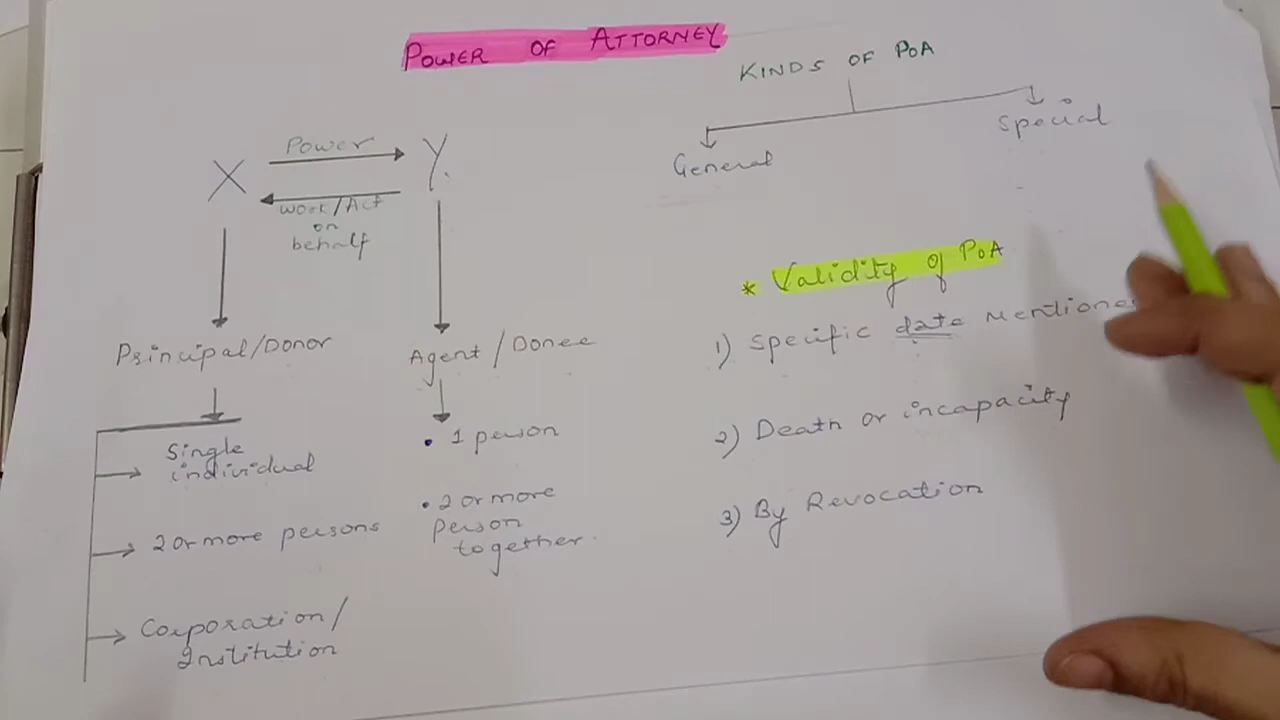 POWER OF ATTORNEY
X
Power
Y.
Work/Act
on
behalf
Principal/Donor
Agent/Donee
Single
individual
2 or more persons
Corporation/
Institution
• 1 person
• 2 or more
person
together.
KINDS OF POA
General
Special
* Validity of POA
1) Specific date Mentione
2) Death or incapacity
3) By Revocation